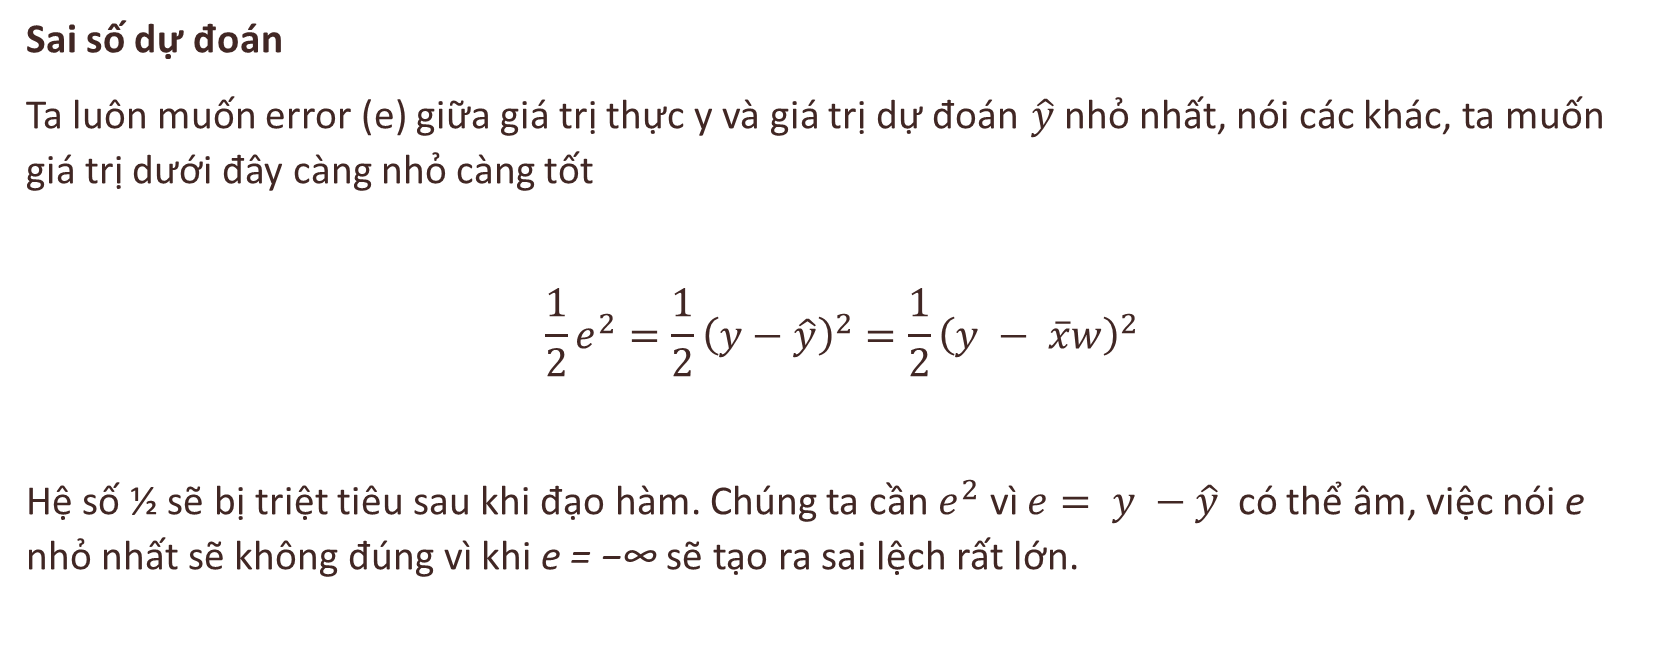 Sai số dự đoán
Ta luôn muốn error (e) giữa giá trị thực y và giá trị dự đoán ŷ nhỏ nhất, nói các khác, ta muốn
giá trị dưới đây càng nhỏ càng tốt
1/2 e² = 1/2 (y − ŷ)² = 1/2 (y − x̄w)²
Hệ số ½ sẽ bị triệt tiêu sau khi đạo hàm. Chúng ta cần e² vì e = y − ŷ có thể âm, việc nói e
nhỏ nhất sẽ không đúng vì khi e = −∞ sẽ tạo ra sai lệch rất lớn.